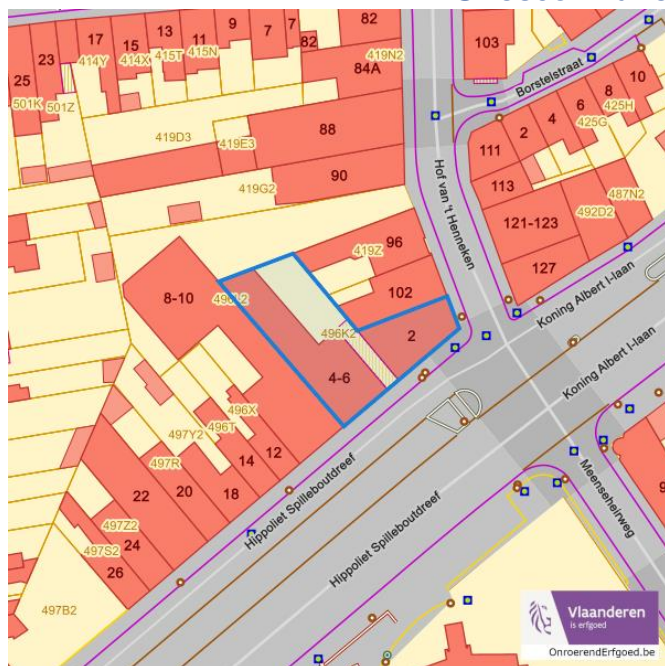 17
15
13
11
9
7
7
82
82
103
23
25
414Y
414X
415T
415N
419N2
501K
501Z
84A
Borstelstraat
10
8
6
4
2
425H
425G
88
419D3
419E3
111
90
113
419G2
Hof van 't Henneken
487N2
492D2
121-123
96
419Z
127
8-10
102
Koning Albert I-laan
496K2
2
4-6
Koning Albert I-laan
496X
496T
497Y2
12
14
497R
18
20
22
Hippoliet Spilleboutdreef
Meenseheirweg
9
497Z2
24
497S2
26
Hippoliet Spilleboutdreef
497B2
Vlaanderen
is erfgoed
OnroerendErfgoed.be